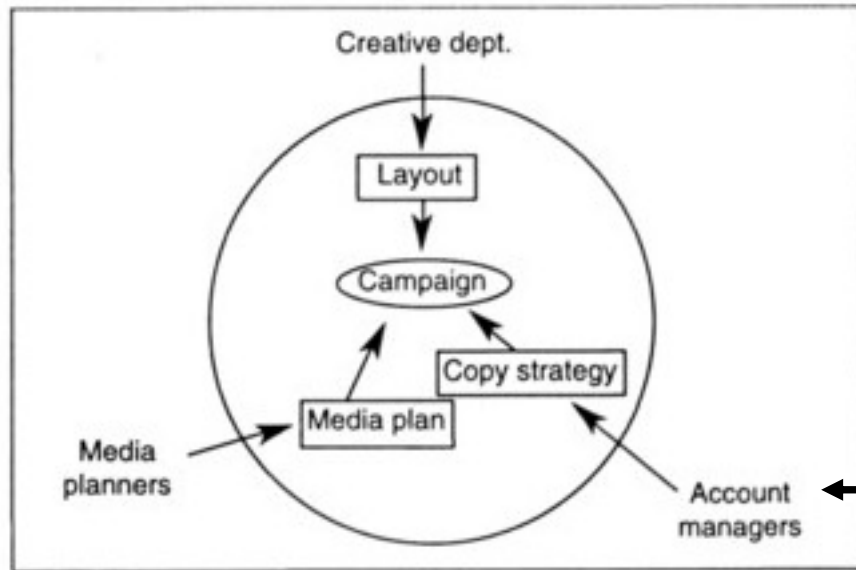 Creative dept.
Layout
Campaign
Copy strategy
Media plan
Media
planners
Account
managers